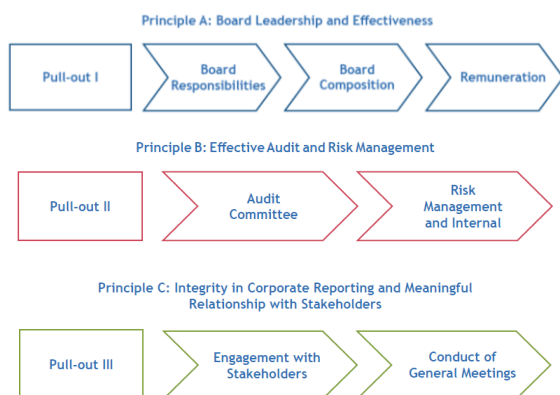 Principle A: Board Leadership and Effectiveness
Pull-out I
Board
Responsibilities
Board
Composition
Remuneration
Principle B: Effective Audit and Risk Management
Pull-out II
Audit
Committee
Risk
Management
and Internal
Principle C: Integrity in Corporate Reporting and Meaningful
Relationship with Stakeholders
Pull-out III
Engagement with
Stakeholders
Conduct of
General Meetings